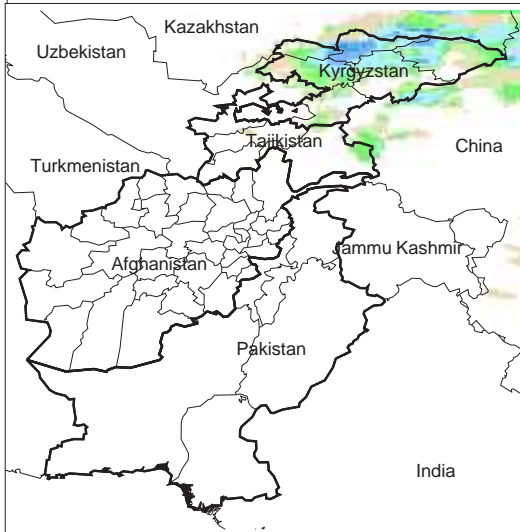 Kazakhstan
Uzbekistan
Kyrgyzstan
Tajikistan
China
Turkmenistan
Jammu Kashmir
Afghanistan
Pakistan
India